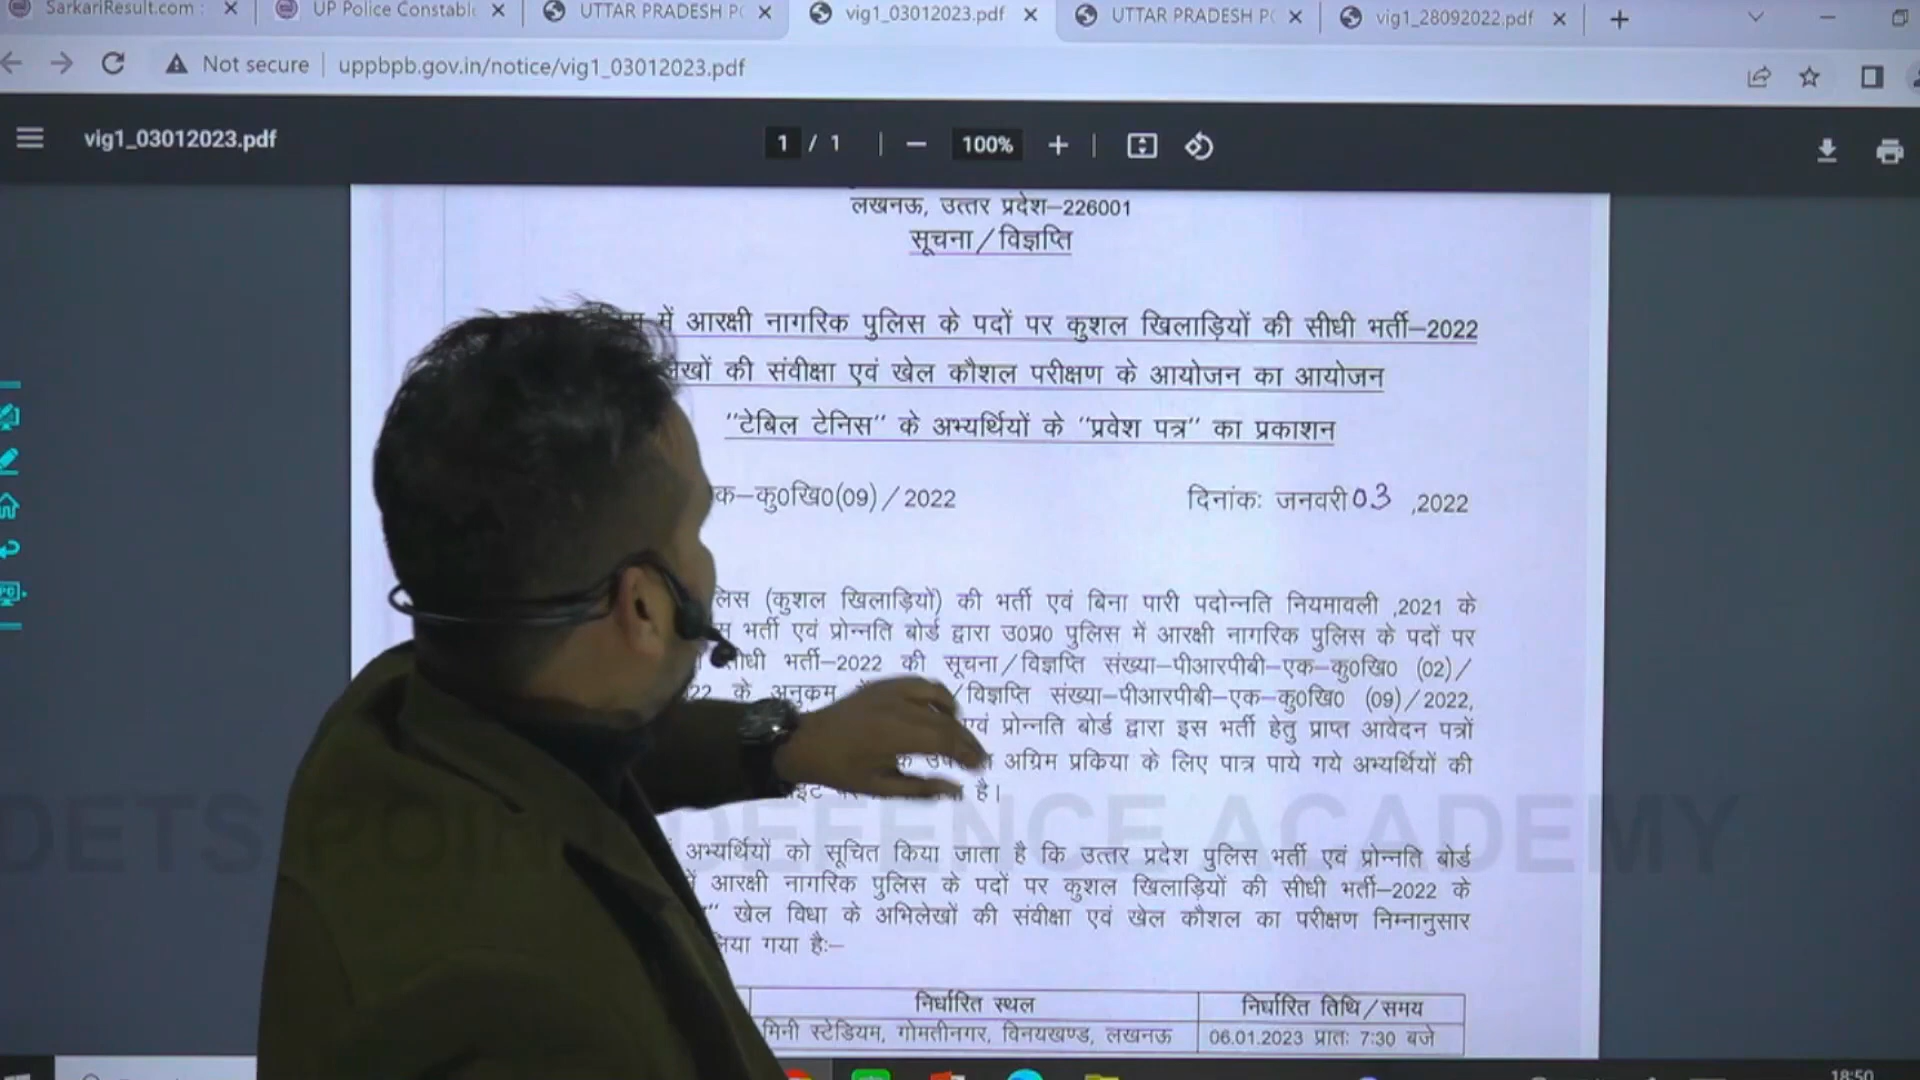 SarkariResult.com :
UP Police Constable
UTTAR PRADESH PO
vig1_03012023.pdf
UTTAR PRADESH PO
vig1_28092022.pdf
Not secure
uppbpb.gov.in/notice/vig1_03012023.pdf
vig1_03012023.pdf
1 / 1
100%
लखनऊ, उत्तर प्रदेश–226001
सूचना/विज्ञप्ति
में आरक्षी नागरिक पुलिस के पदों पर कुशल खिलाड़ियों की सीधी भर्ती–2022
की संवीक्षा एवं खेल कौशल परीक्षण के आयोजन का आयोजन
"टेबिल टेनिस" के अभ्यर्थियों के "प्रवेश पत्र" का प्रकाशन
क–कु0खि0(09)/2022
दिनांकः जनवरी 03 ,2022
(कुशल खिलाड़ियों) की भर्ती एवं बिना पारी पदोन्नति नियमावली ,2021 के
भर्ती एवं प्रोन्नति बोर्ड द्वारा उ0प्र0 पुलिस में आरक्षी नागरिक पुलिस के पदों पर
भर्ती–2022 की सूचना/विज्ञप्ति संख्या–पीआरपीबी–एक–कु0खि0 (02)/
के अनुकम /विज्ञप्ति संख्या–पीआरपीबी–एक–कु0खि0 (09)/2022,
एवं प्रोन्नति बोर्ड द्वारा इस भर्ती हेतु प्राप्त आवेदन पत्रों
अग्रिम प्रकिया के लिए पात्र पाये गये अभ्यर्थियों की
है।
अभ्यर्थियों को सूचित किया जाता है कि उत्तर प्रदेश पुलिस भर्ती एवं प्रोन्नति बोर्ड
आरक्षी नागरिक पुलिस के पदों पर कुशल खिलाड़ियों की सीधी भर्ती–2022 के
" खेल विधा के अभिलेखों की संवीक्षा एवं खेल कौशल का परीक्षण निम्नानुसार
गया है:–
निर्धारित स्थल
निर्धारित तिथि/समय
मिनी स्टेडियम, गोमतीनगर, विनयखण्ड, लखनऊ
06.01.2023 प्रातः 7:30 बजे
DEFENCE ACADEMY
18:50